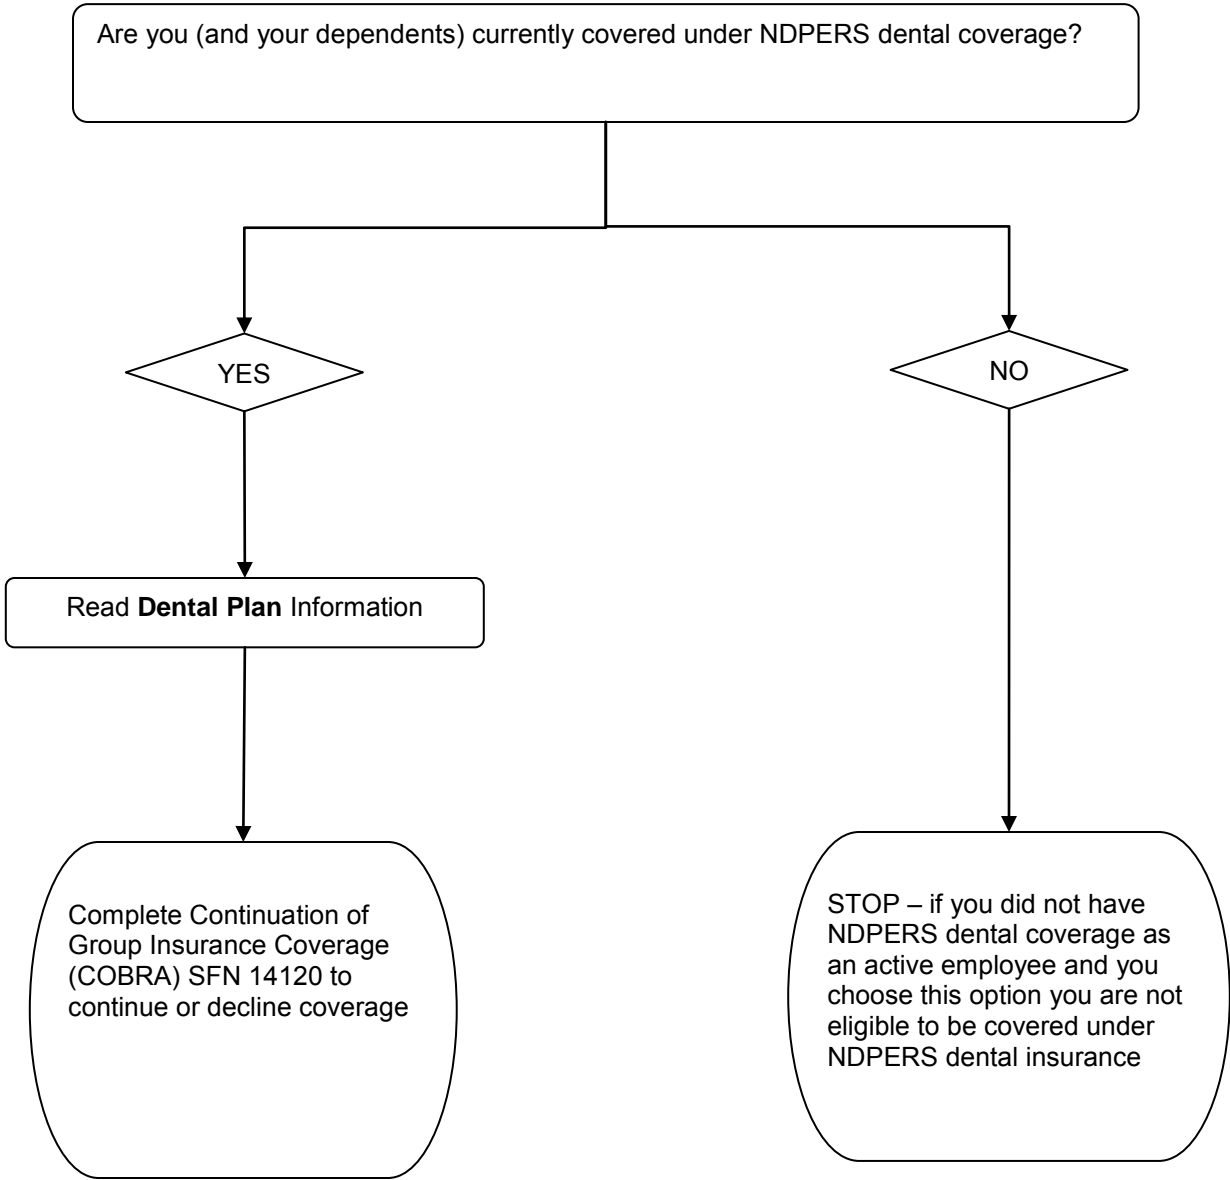 Are you (and your dependents) currently covered under NDPERS dental coverage?
YES
NO
Read Dental Plan Information
Complete Continuation of
Group Insurance Coverage
(COBRA) SFN 14120 to
continue or decline coverage
STOP – if you did not have
NDPERS dental coverage as
an active employee and you
choose this option you are not
eligible to be covered under
NDPERS dental insurance